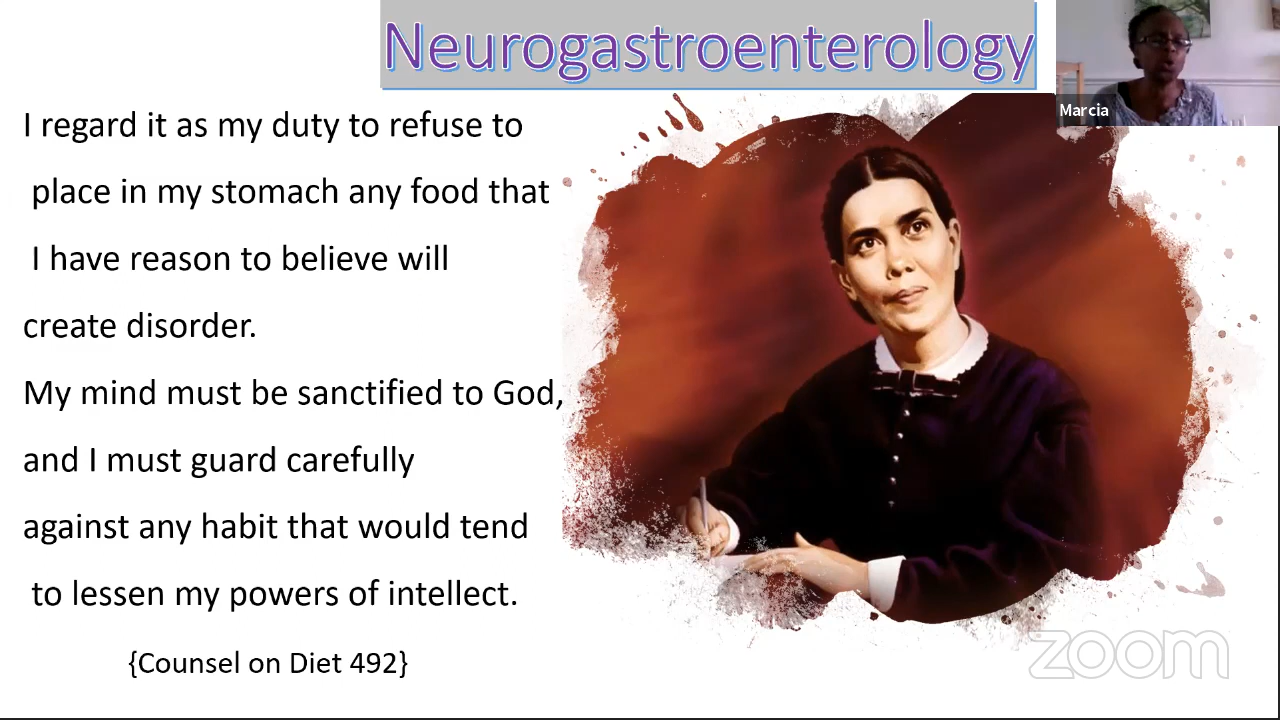 Neurogastroenterology
Marcia
I regard it as my duty to refuse to
place in my stomach any food that
I have reason to believe will
create disorder.
My mind must be sanctified to God,
and I must guard carefully
against any habit that would tend
to lessen my powers of intellect.
{Counsel on Diet 492}
zoom